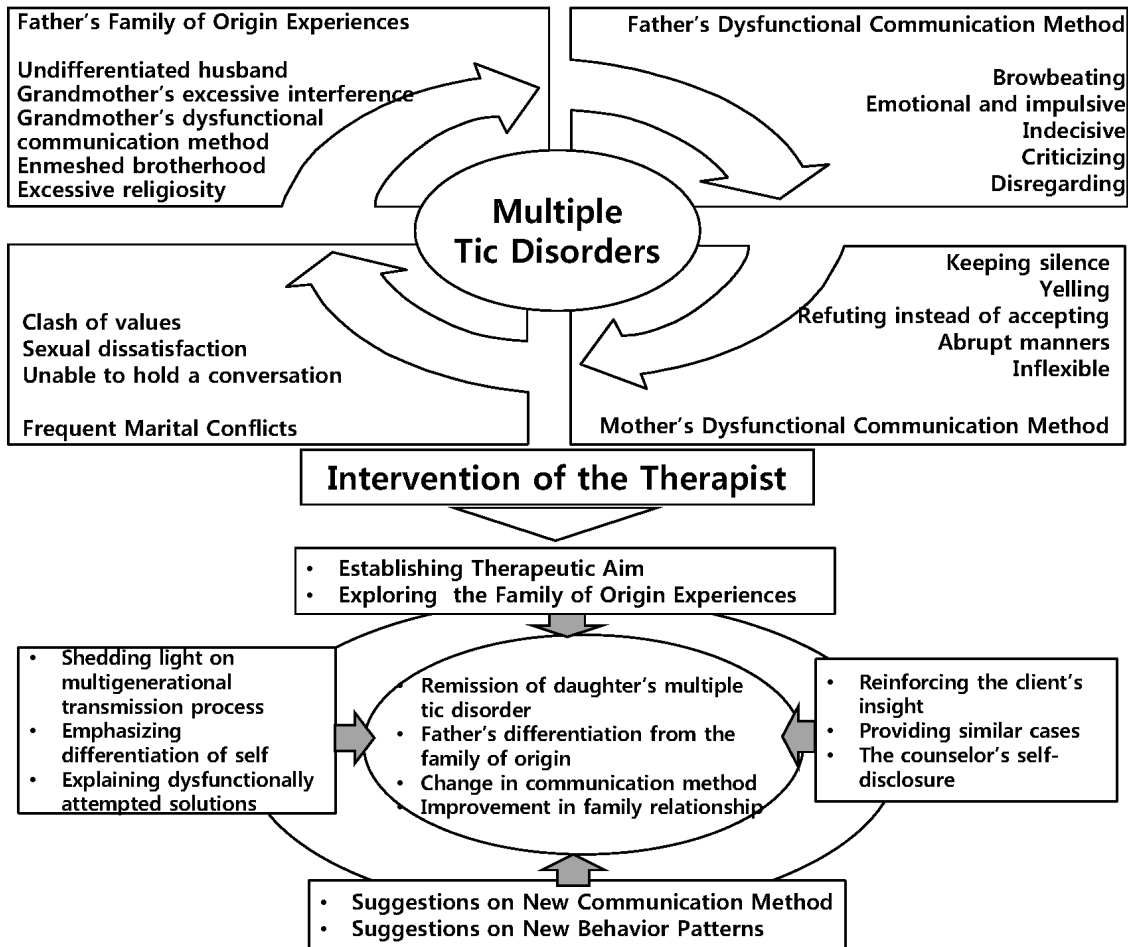 Father's Family of Origin Experiences
Undifferentiated husband
Grandmother's excessive interference
Grandmother's dysfunctional
communication method
Enmeshed brotherhood
Excessive religiosity
Father's Dysfunctional Communication Method
Browbeating
Emotional and impulsive
Indecisive
Criticizing
Disregarding
Multiple
Tic Disorders
Clash of values
Sexual dissatisfaction
Unable to hold a conversation
Frequent Marital Conflicts
Keeping silence
Yelling
Refuting instead of accepting
Abrupt manners
Inflexible
Mother's Dysfunctional Communication Method
Intervention of the Therapist
• Establishing Therapeutic Aim
• Exploring the Family of Origin Experiences
• Shedding light on
multigenerational
transmission process
• Emphasizing
differentiation of self
• Explaining dysfunctionally
attempted solutions
• Remission of daughter's multiple
tic disorder
• Father's differentiation from the
family of origin
• Change in communication method
• Improvement in family relationship
• Reinforcing the client's
insight
• Providing similar cases
• The counselor's self-
disclosure
• Suggestions on New Communication Method
• Suggestions on New Behavior Patterns